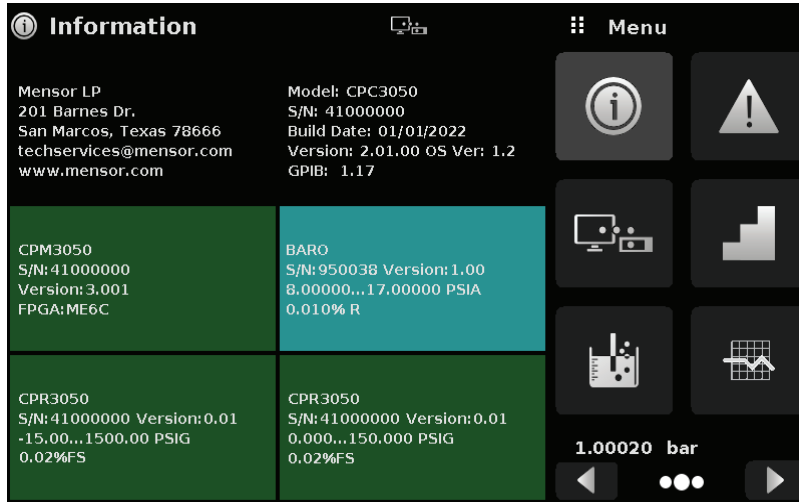 Information
Menu
Mensor LP
201 Barnes Dr.
San Marcos, Texas 78666
techservices@mensor.com
www.mensor.com
Model: CPC3050
S/N: 41000000
Build Date: 01/01/2022
Version: 2.01.00 OS Ver: 1.2
GPIB: 1.17
CPM3050
S/N:41000000
Version:3.001
FPGA:ME6C
BARO
S/N:950038 Version:1.00
8.00000...17.00000 PSIA
0.010% R
CPR3050
S/N:41000000 Version:0.01
-15.00...1500.00 PSIG
0.02%FS
CPR3050
S/N:41000000 Version:0.01
0.000...150.000 PSIG
0.02%FS
1.00020 bar